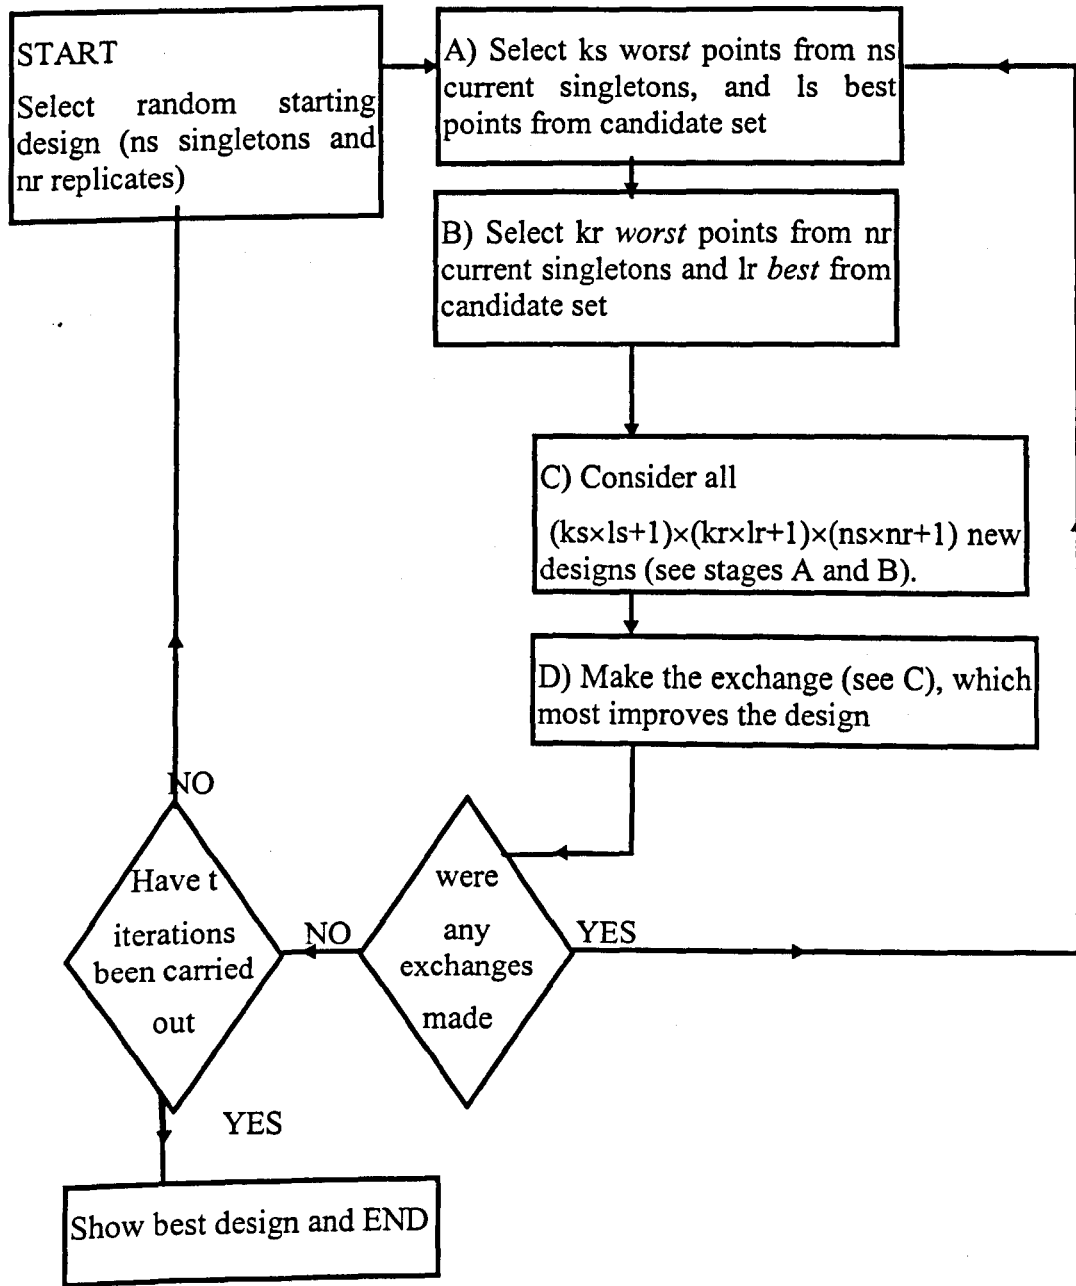 START
Select random starting
design (ns singletons and
nr replicates)
A) Select ks worst points from ns
current singletons, and ls best
points from candidate set
B) Select kr worst points from nr
current singletons and lr best from
candidate set
C) Consider all
(ks×ls+1)×(kr×lr+1)×(ns×nr+1) new
designs (see stages A and B).
D) Make the exchange (see C), which
most improves the design
were
any
exchanges
made
YES
NO
Have t
iterations
been carried
out
NO
YES
Show best design and END